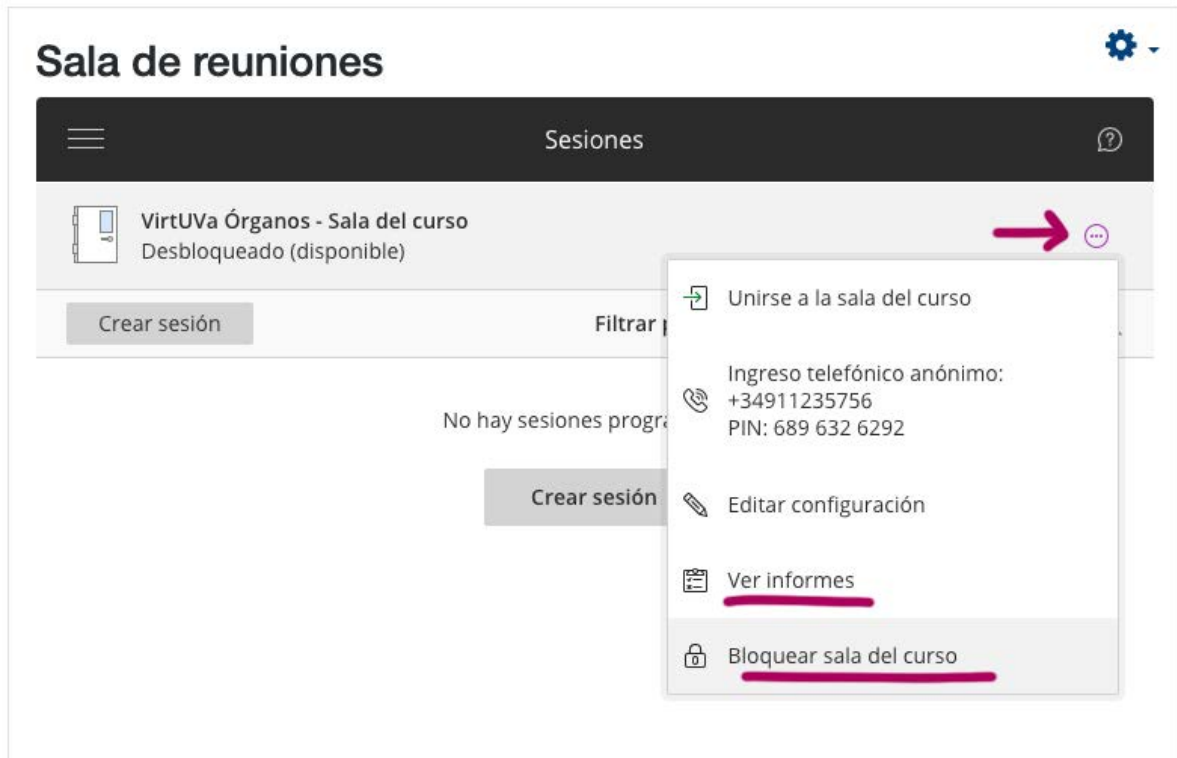 Sala de reuniones
Sesiones
VirtUVa Órganos - Sala del curso
Desbloqueado (disponible)
Crear sesión
Filtrar
No hay sesiones
Crear sesión
Unirse a la sala del curso
Ingreso telefónico anónimo:
+34911235756
PIN: 689 632 6292
Editar configuración
Ver informes
Bloquear sala del curso